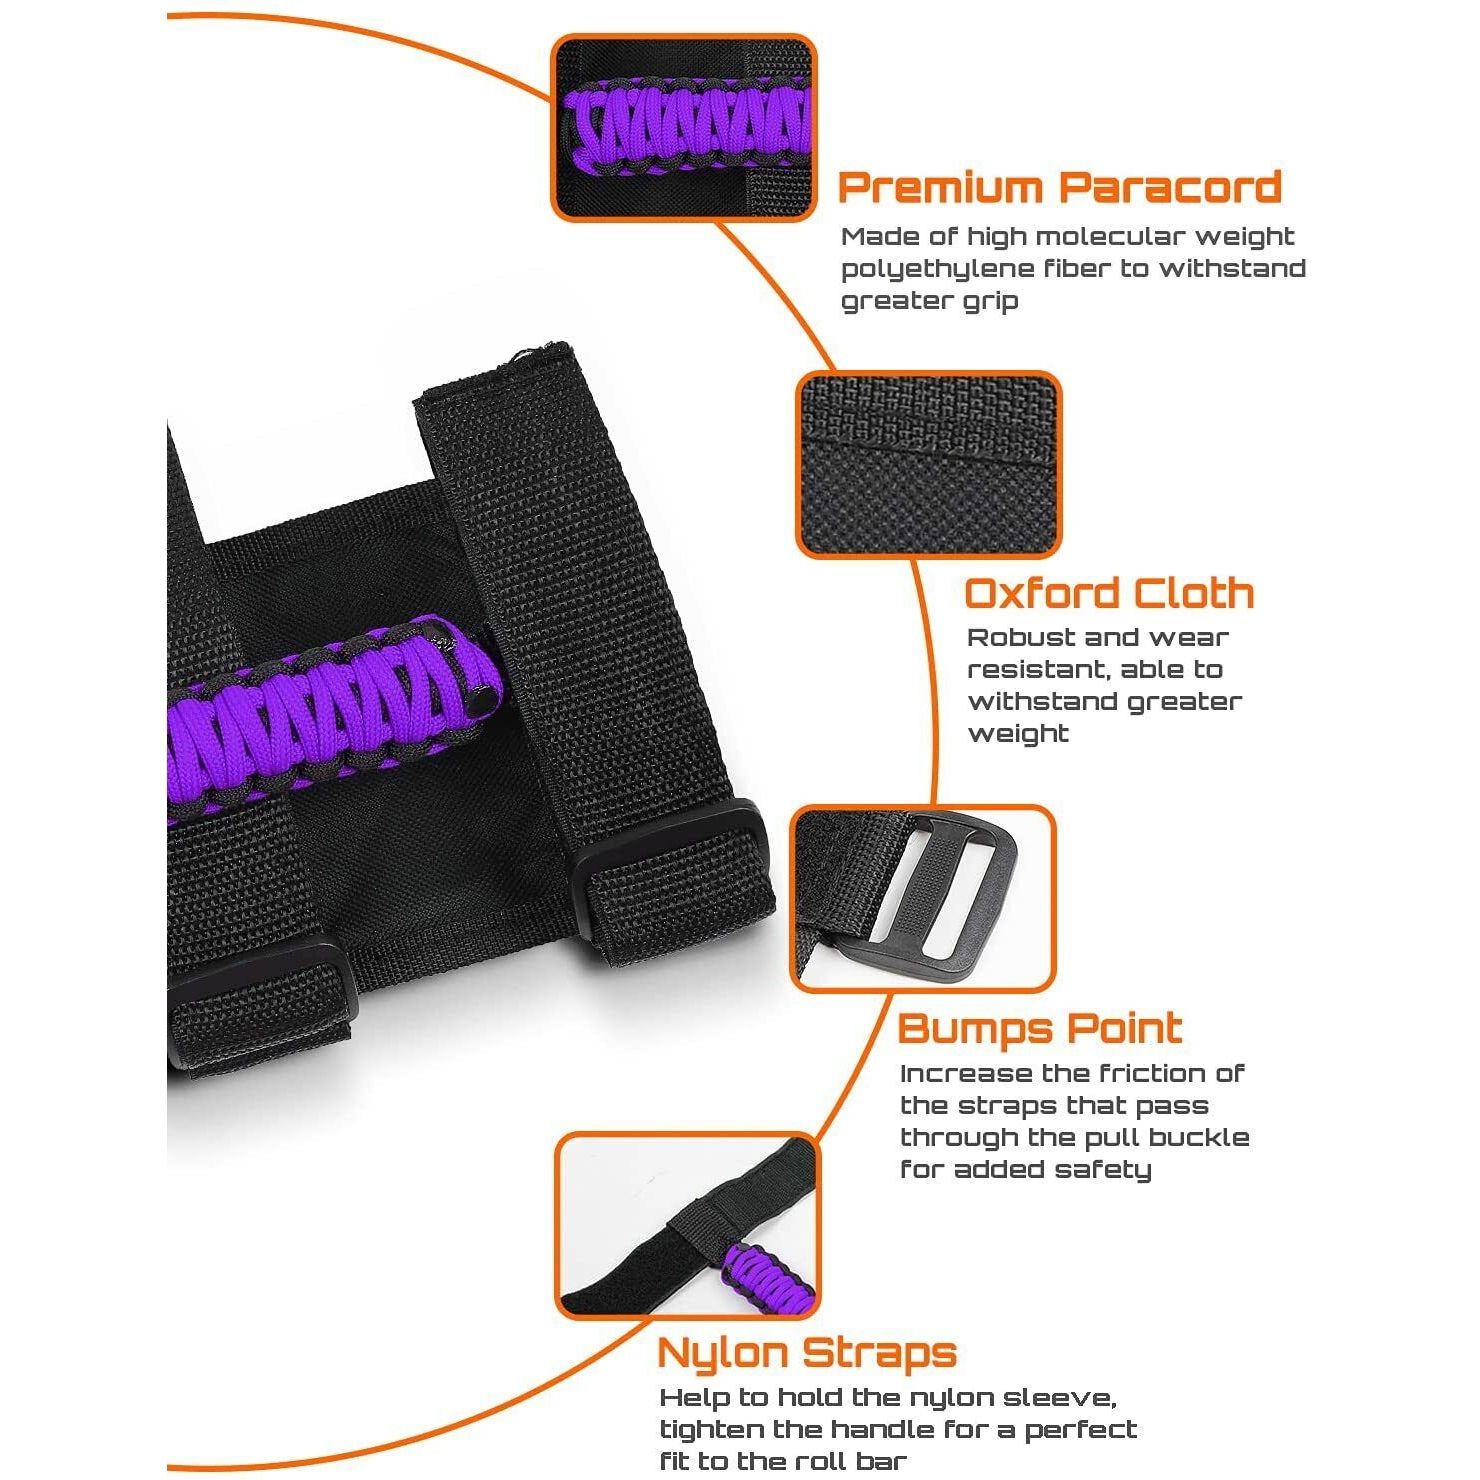 Premium Paracord
Made of high molecular weight
polyethylene fiber to withstand
greater grip
Oxford Cloth
Robust and wear
resistant, able to
withstand greater
weight
Bumps Point
Increase the friction of
the straps that pass
through the pull buckle
for added safety
Nylon Straps
Help to hold the nylon sleeve,
tighten the handle for a perfect
fit to the roll bar